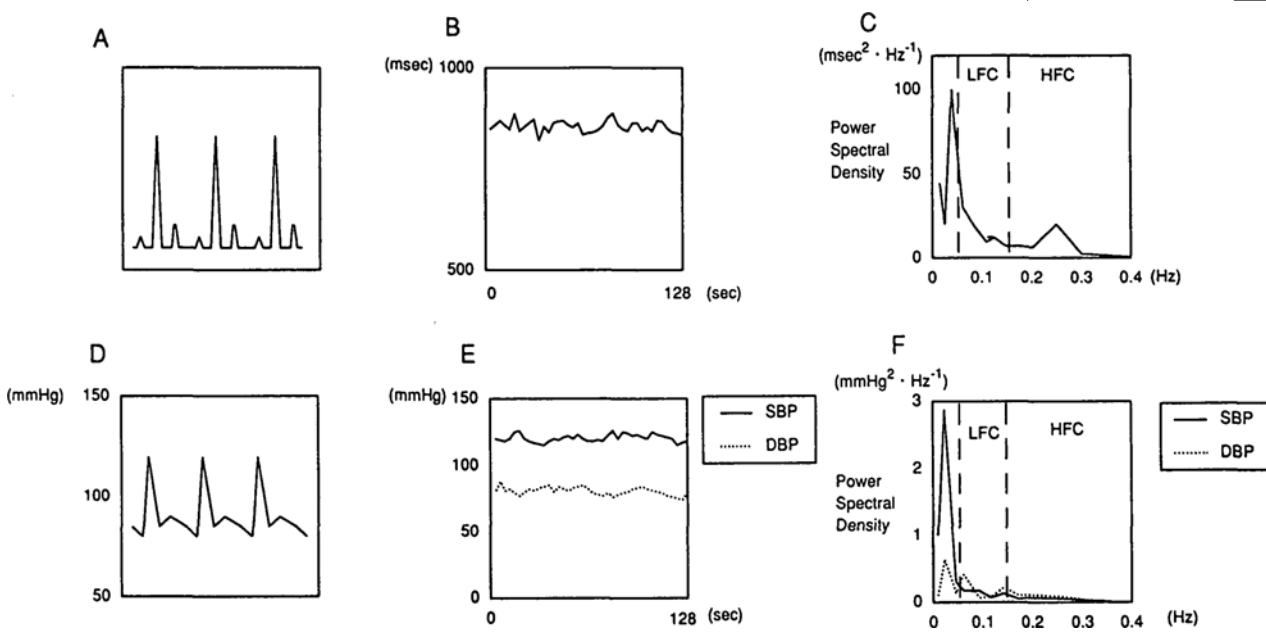 A
B
(msec)
1000
500
0
128
(sec)
C
(msec² · Hz⁻¹)
LFC
HFC
100
Power
Spectral
Density
50
0
0
0.1
0.2
0.3
0.4
(Hz)
D
(mmHg)
150
100
50
E
(mmHg)
150
100
50
0
0
128
(sec)
SBP
DBP
F
(mmHg² · Hz⁻¹)
3
LFC
HFC
2
Power
Spectral
Density
1
0
0
0.1
0.2
0.3
0.4
(Hz)
SBP
DBP